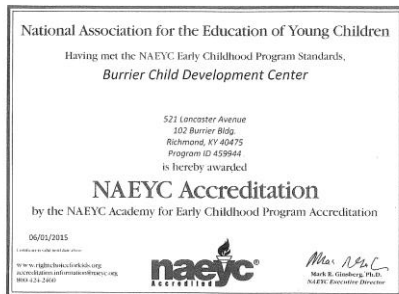 National Association for the Education of Young Children
Having met the NAEYC Early Childhood Program Standards,
Burrier Child Development Center
521 Lancaster Avenue
102 Burrier Bldg.
Richmond, KY 40475
Program ID 459944
is hereby awarded
NAEYC Accreditation
by the NAEYC Academy for Early Childhood Program Accreditation
06/01/2015
www.rightchoiceforkids.org
accreditation.information@naeyc.org
800-424-2460
naeyc®
Accredited
Mark R. Ginsberg, Ph.D.
NAEYC Executive Director